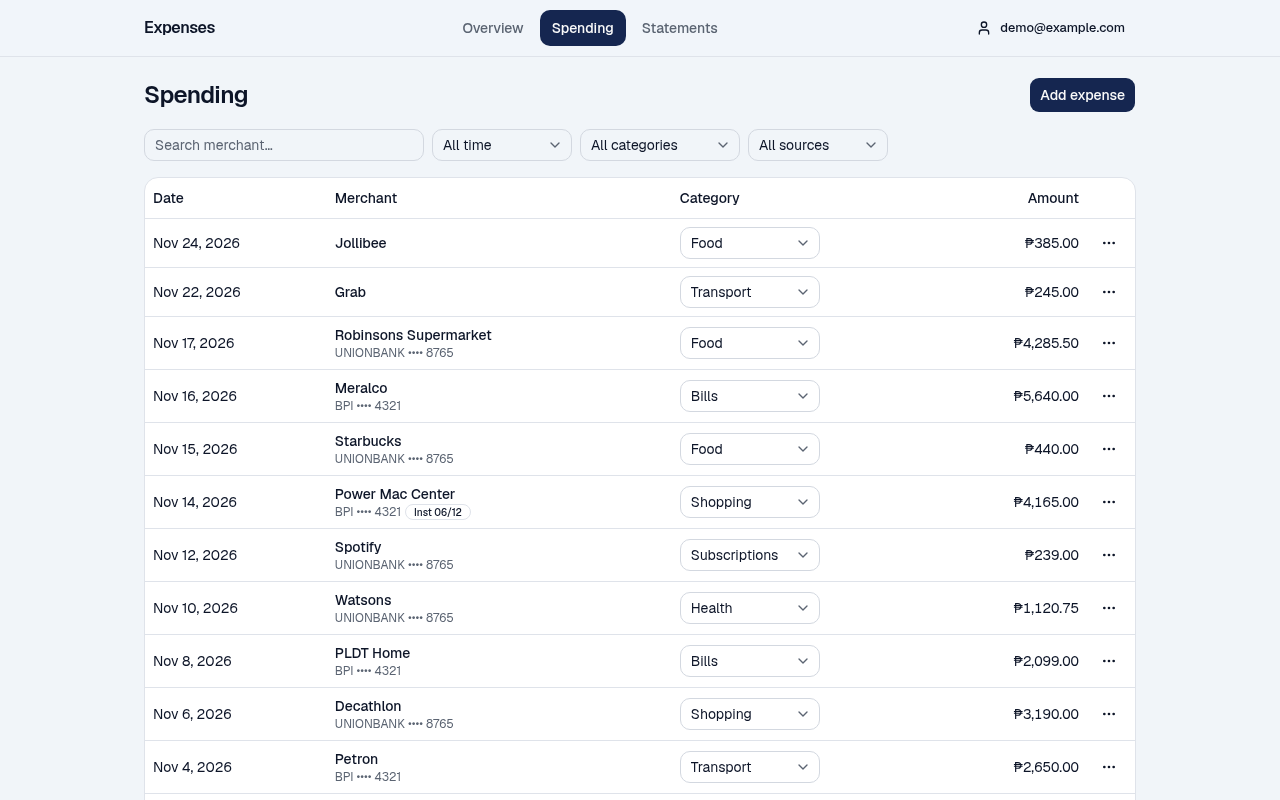 Expenses
Overview Spending Statements
demo@example.com
Spending
Add expense
Search merchant… All time All categories All sources
Date Merchant Category Amount
Nov 24, 2026 Jollibee Food ₱385.00
Nov 22, 2026 Grab Transport ₱245.00
Nov 17, 2026 Robinsons Supermarket Food ₱4,285.50
UNIONBANK •••• 8765
Nov 16, 2026 Meralco Bills ₱5,640.00
BPI •••• 4321
Nov 15, 2026 Starbucks Food ₱440.00
UNIONBANK •••• 8765
Nov 14, 2026 Power Mac Center Shopping ₱4,165.00
BPI •••• 4321 Inst 06/12
Nov 12, 2026 Spotify Subscriptions ₱239.00
UNIONBANK •••• 8765
Nov 10, 2026 Watsons Health ₱1,120.75
UNIONBANK •••• 8765
Nov 8, 2026 PLDT Home Bills ₱2,099.00
BPI •••• 4321
Nov 6, 2026 Decathlon Shopping ₱3,190.00
UNIONBANK •••• 8765
Nov 4, 2026 Petron Transport ₱2,650.00
BPI •••• 4321